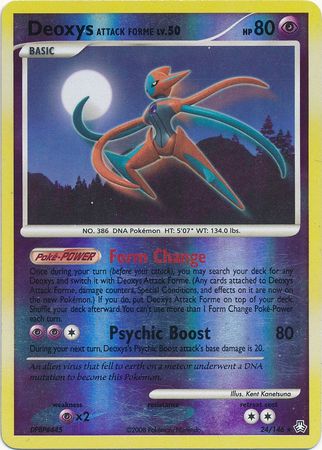 Deoxys ATTACK FORME LV.50 HP 80
BASIC
NO. 386 DNA Pokémon HT: 5'07" WT: 134.0 lbs.
Poké-POWER Form Change
Once during your turn (before your attack), you may search your deck for any
Deoxys and switch it with Deoxys Attack Forme. (Any cards attached to Deoxys
Attack Forme, damage counters, Special Conditions, and effects on it are now on
the new Pokémon.) If you do, put Deoxys Attack Forme on top of your deck.
Shuffle your deck afterward. You can't use more than 1 Form Change Poké-Power
each turn.
Psychic Boost 80
During your next turn, Deoxys's Psychic Boost attack's base damage is 20.
An alien virus that fell to earth on a meteor underwent a DNA
mutation to become this Pokémon.
Illus. Kent Kanetsuna
weakness resistance retreat cost
×2
DPBP#445 ©2008 Pokémon/Nintendo 24/146 ★